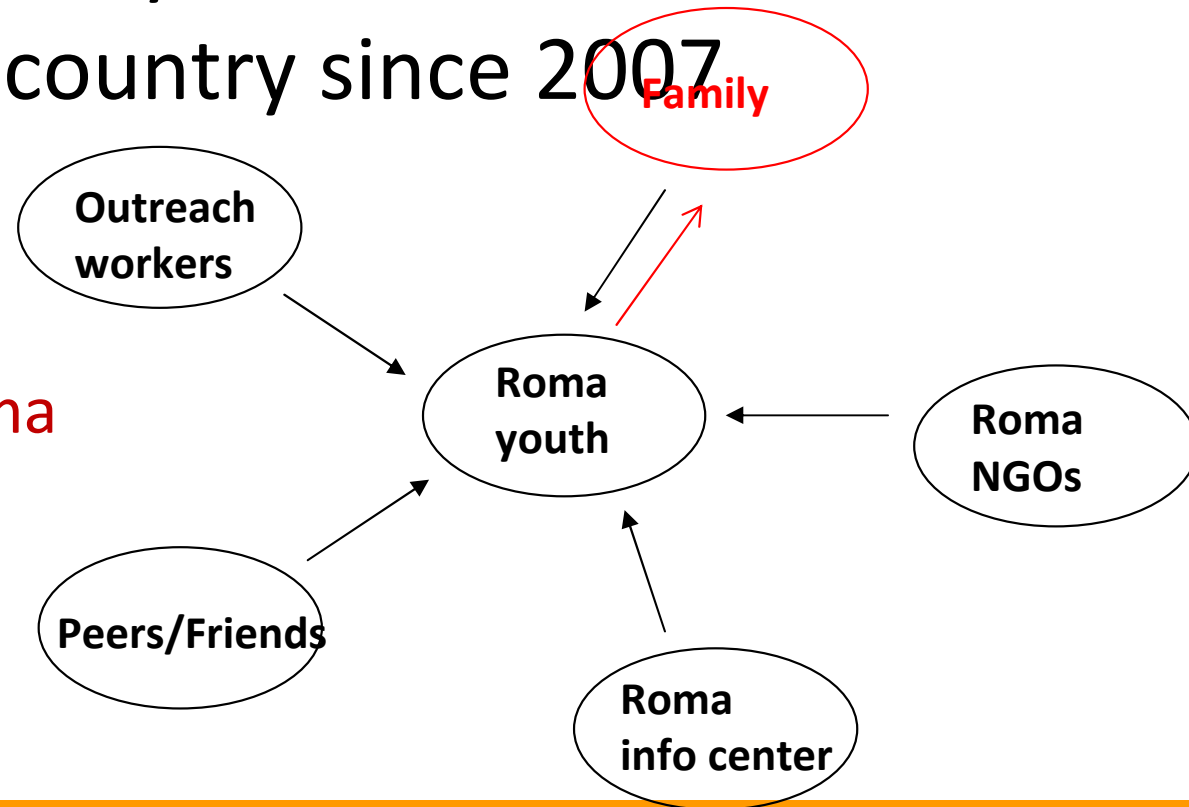 country since 2007
Family
Outreach
workers
Roma
youth
Roma
NGOs
Peers/Friends
Roma
info center